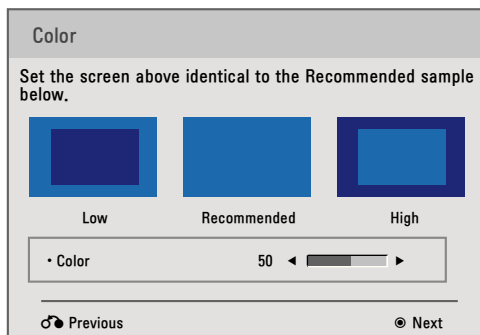 Color
Set the screen above identical to the Recommended sample
below.
Low Recommended High
• Color 50 ◄ ►
Previous Next